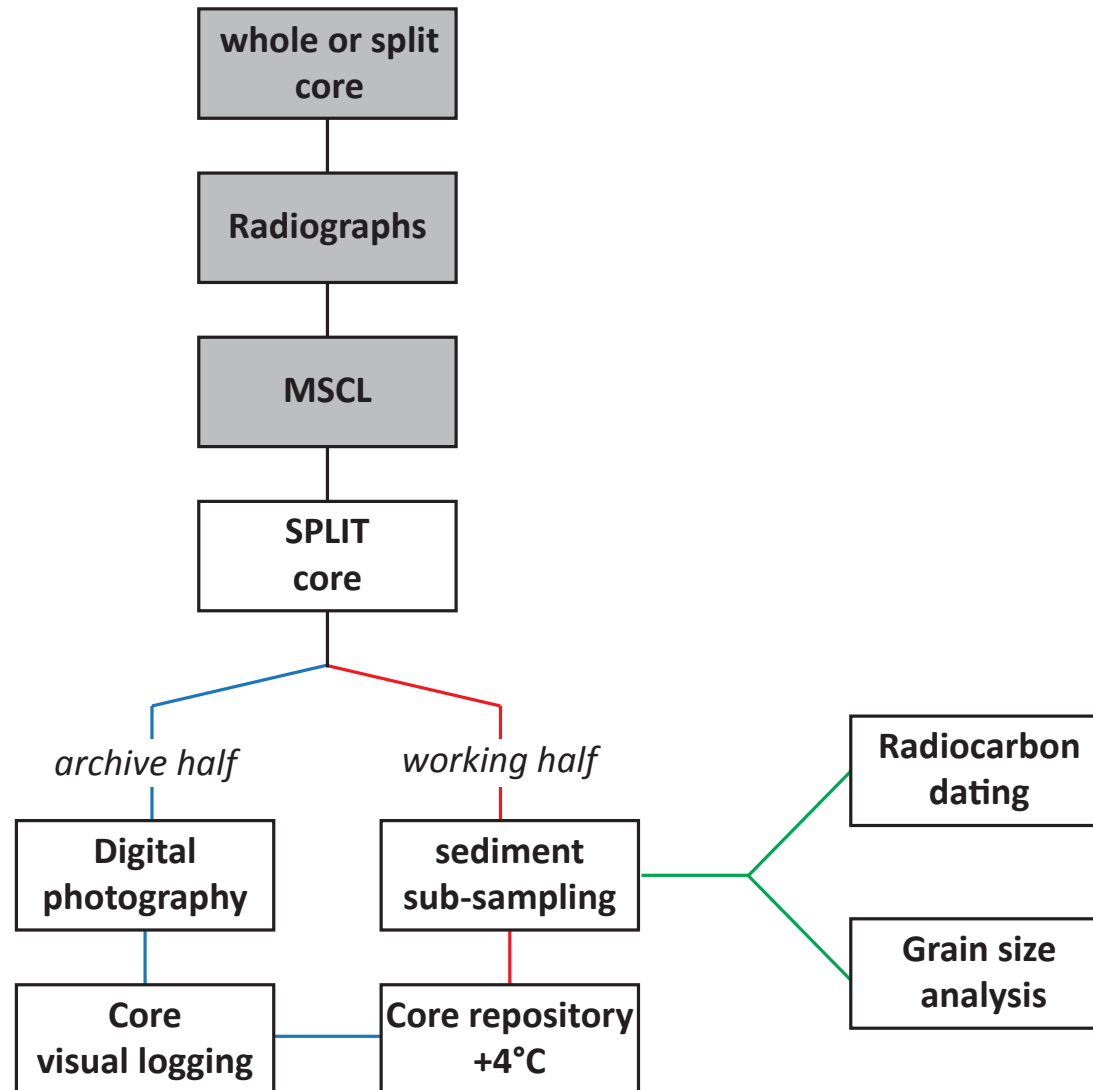 whole or split
core
Radiographs
MSCL
SPLIT
core
archive half
working half
Digital
photography
sediment
sub-sampling
Radiocarbon
dating
Core
visual logging
Core repository
+4°C
Grain size
analysis